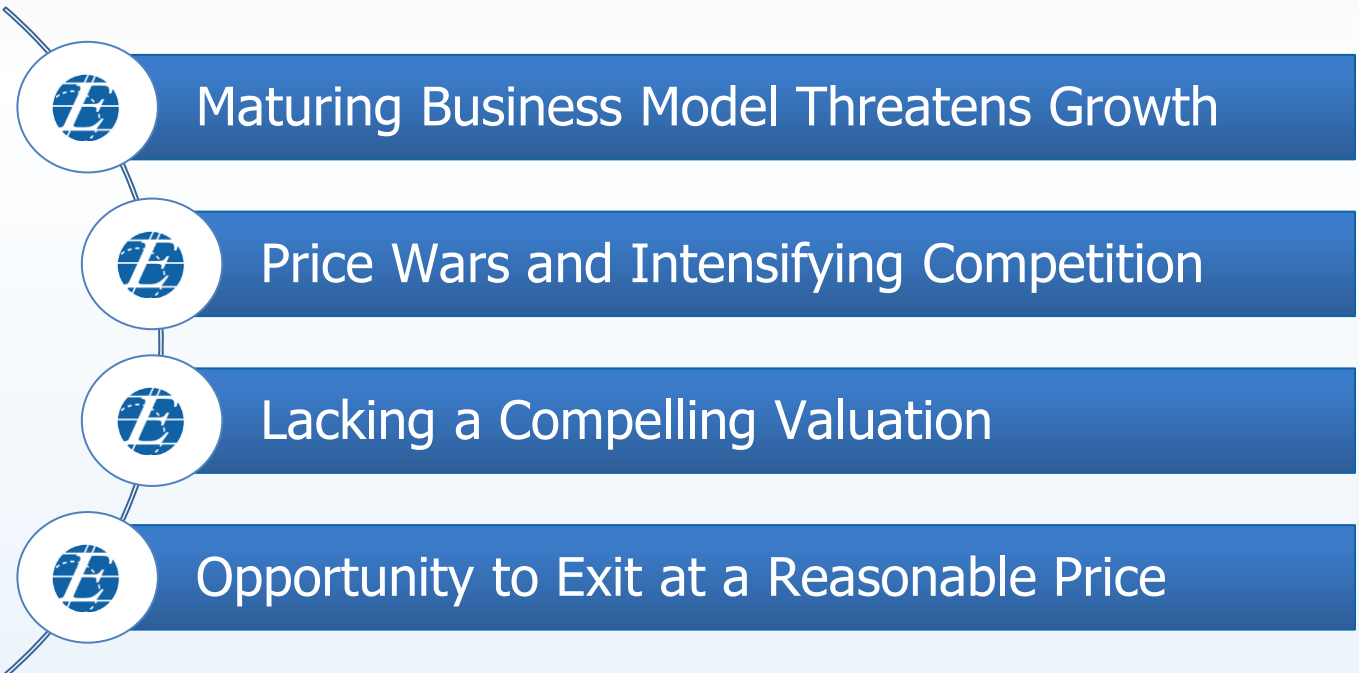 Maturing Business Model Threatens Growth
Price Wars and Intensifying Competition
Lacking a Compelling Valuation
Opportunity to Exit at a Reasonable Price